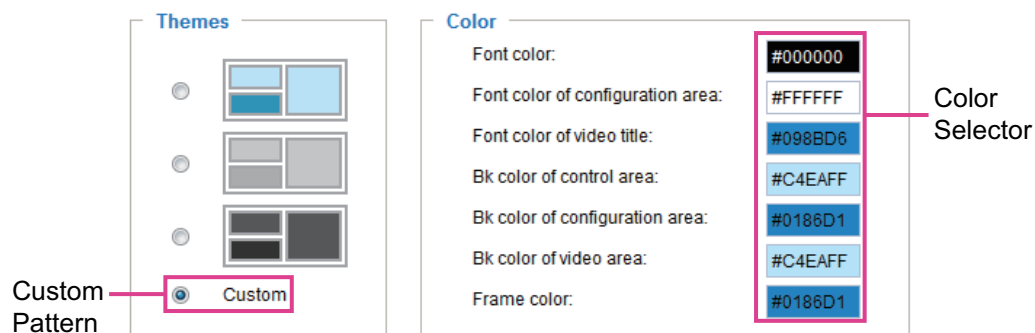 Themes
Custom
Custom
Pattern
Color
Font color:
#000000
Font color of configuration area:
#FFFFFF
Font color of video title:
#098BD6
Bk color of control area:
#C4EAFF
Bk color of configuration area:
#0186D1
Bk color of video area:
#C4EAFF
Frame color:
#0186D1
Color
Selector